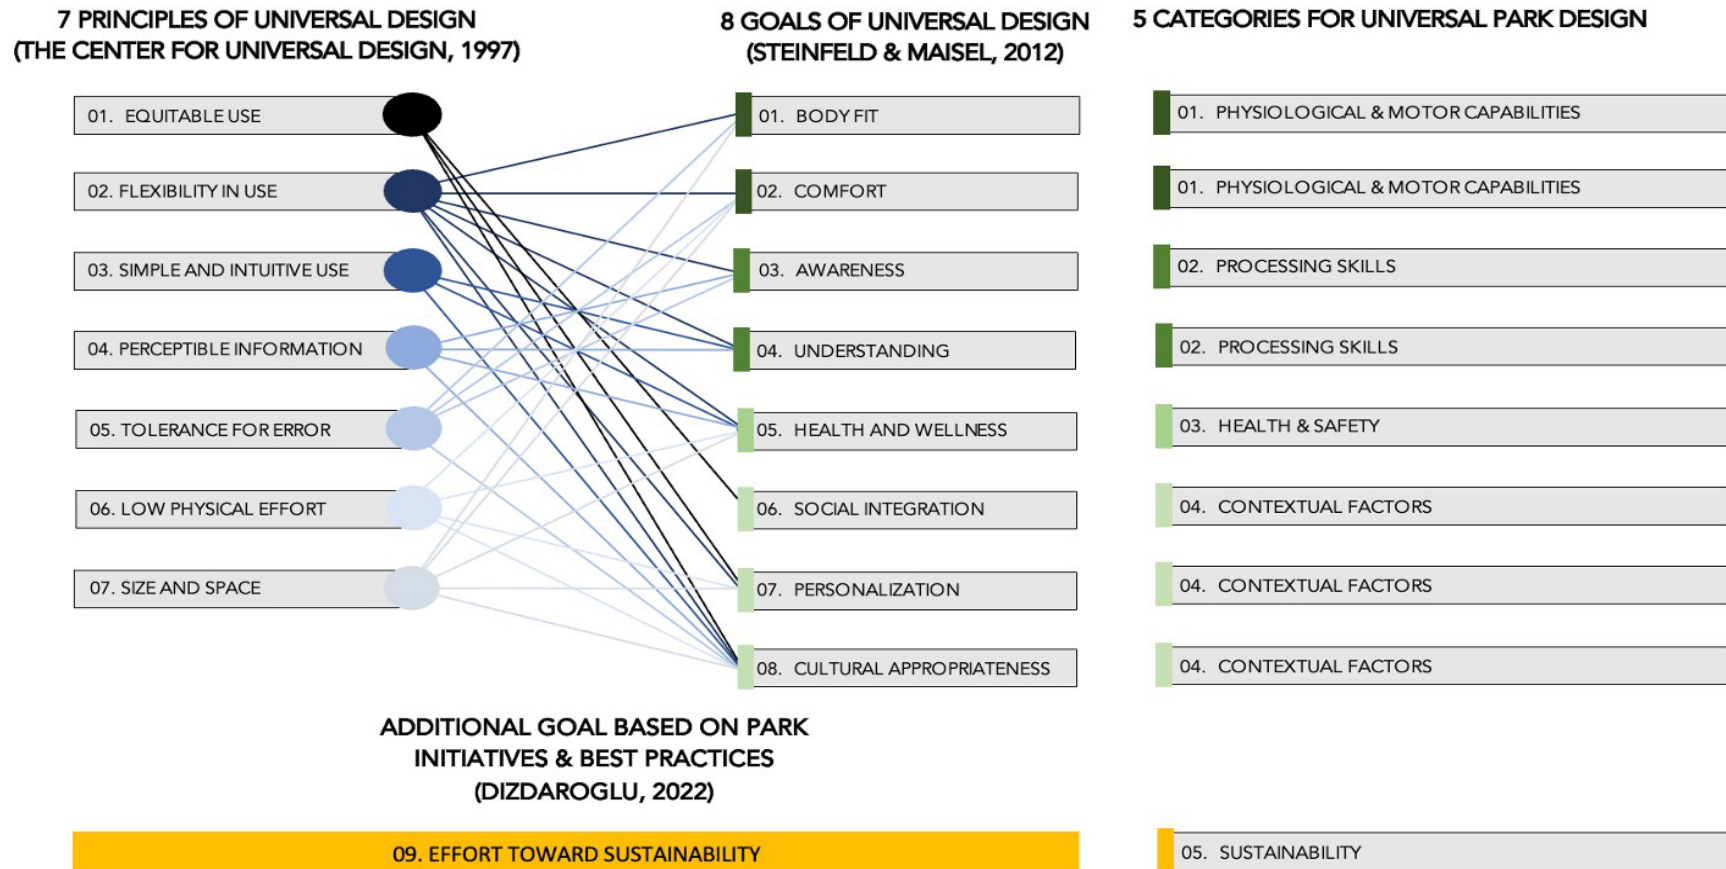 7 PRINCIPLES OF UNIVERSAL DESIGN
(THE CENTER FOR UNIVERSAL DESIGN, 1997)
01. EQUITABLE USE
02. FLEXIBILITY IN USE
03. SIMPLE AND INTUITIVE USE
04. PERCEPTIBLE INFORMATION
05. TOLERANCE FOR ERROR
06. LOW PHYSICAL EFFORT
07. SIZE AND SPACE
8 GOALS OF UNIVERSAL DESIGN
(STEINFELD & MAISEL, 2012)
01. BODY FIT
02. COMFORT
03. AWARENESS
04. UNDERSTANDING
05. HEALTH AND WELLNESS
06. SOCIAL INTEGRATION
07. PERSONALIZATION
08. CULTURAL APPROPRIATENESS
5 CATEGORIES FOR UNIVERSAL PARK DESIGN
01. PHYSIOLOGICAL & MOTOR CAPABILITIES
01. PHYSIOLOGICAL & MOTOR CAPABILITIES
02. PROCESSING SKILLS
02. PROCESSING SKILLS
03. HEALTH & SAFETY
04. CONTEXTUAL FACTORS
04. CONTEXTUAL FACTORS
04. CONTEXTUAL FACTORS
ADDITIONAL GOAL BASED ON PARK
INITIATIVES & BEST PRACTICES
(DIZDAROGLU, 2022)
09. EFFORT TOWARD SUSTAINABILITY
05. SUSTAINABILITY